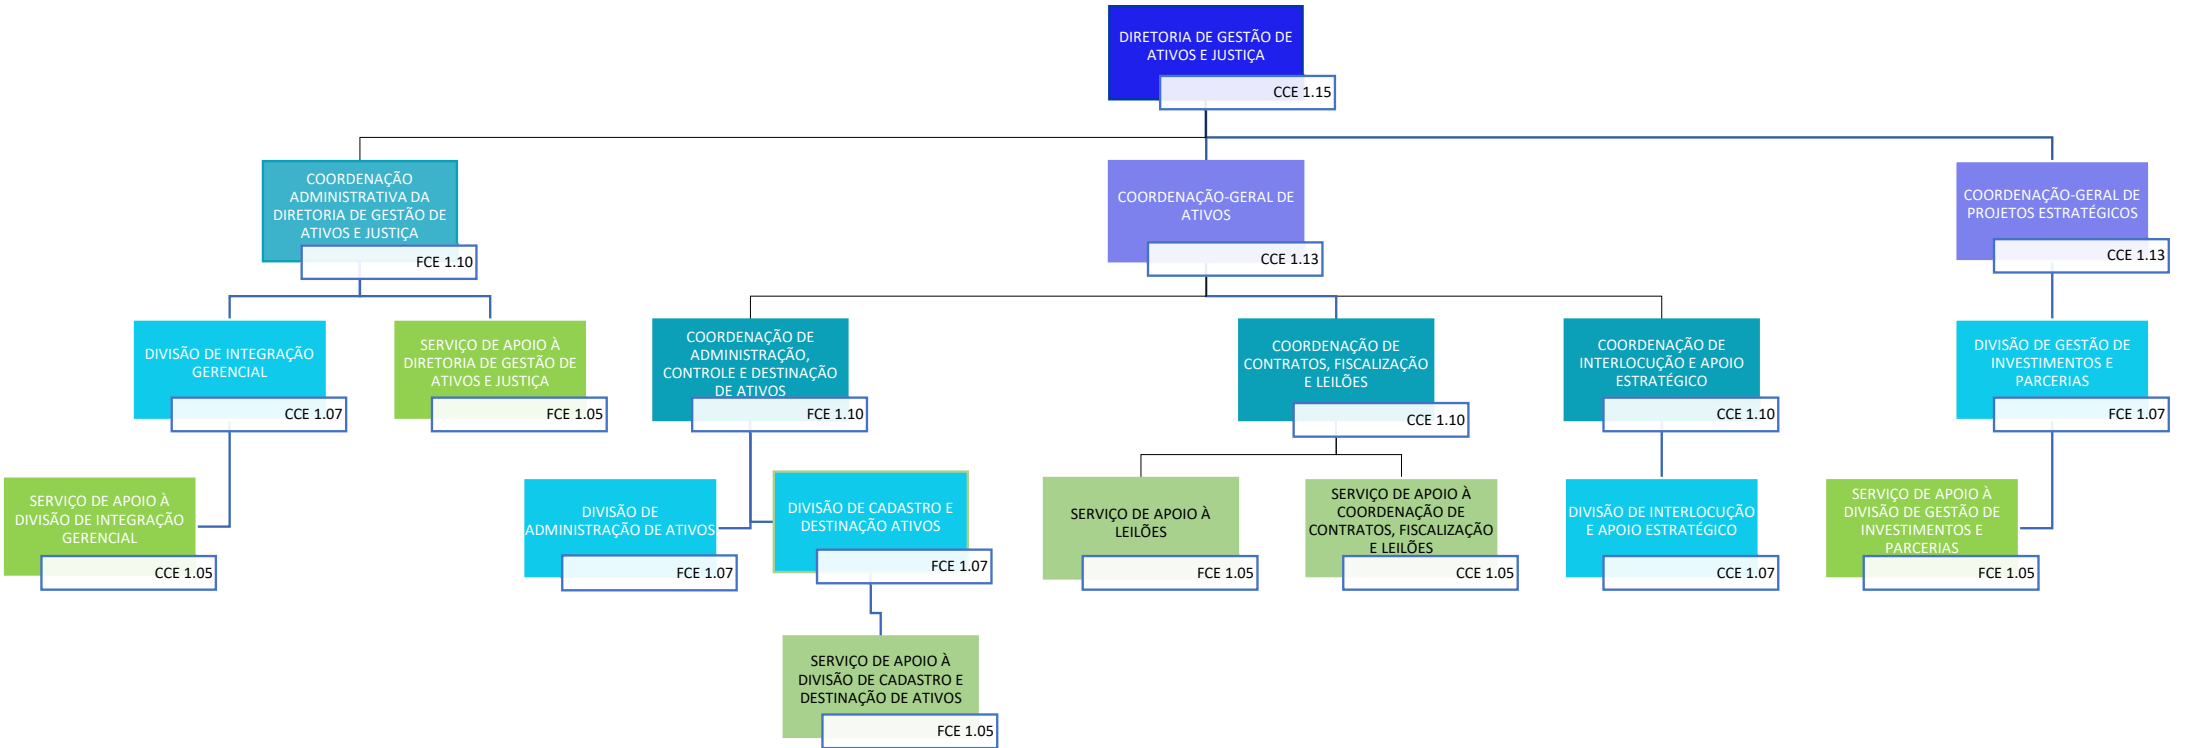 DIRETORIA DE GESTÃO DE
ATIVOS E JUSTIÇA
CCE 1.15
COORDENAÇÃO
ADMINISTRATIVA DA
DIRETORIA DE GESTÃO DE
ATIVOS E JUSTIÇA
FCE 1.10
COORDENAÇÃO-GERAL DE
ATIVOS
CCE 1.13
COORDENAÇÃO-GERAL DE
PROJETOS ESTRATÉGICOS
CCE 1.13
DIVISÃO DE INTEGRAÇÃO
GERENCIAL
CCE 1.07
SERVIÇO DE APOIO À
DIRETORIA DE GESTÃO DE
ATIVOS E JUSTIÇA
FCE 1.05
COORDENAÇÃO DE
ADMINISTRAÇÃO,
CONTROLE E DESTINAÇÃO
DE ATIVOS
FCE 1.10
COORDENAÇÃO DE
CONTRATOS, FISCALIZAÇÃO
E LEILÕES
CCE 1.10
COORDENAÇÃO DE
INTERLOCUÇÃO E APOIO
ESTRATÉGICO
CCE 1.10
DIVISÃO DE GESTÃO DE
INVESTIMENTOS E
PARCERIAS
FCE 1.07
SERVIÇO DE APOIO À
DIVISÃO DE INTEGRAÇÃO
GERENCIAL
CCE 1.05
DIVISÃO DE
ADMINISTRAÇÃO DE ATIVOS
FCE 1.07
DIVISÃO DE CADASTRO E
DESTINAÇÃO ATIVOS
FCE 1.07
SERVIÇO DE APOIO À
LEILÕES
FCE 1.05
SERVIÇO DE APOIO À
COORDENAÇÃO DE
CONTRATOS, FISCALIZAÇÃO
E LEILÕES
CCE 1.05
DIVISÃO DE INTERLOCUÇÃO
E APOIO ESTRATÉGICO
CCE 1.07
SERVIÇO DE APOIO À
DIVISÃO DE GESTÃO DE
INVESTIMENTOS E
PARCERIAS
FCE 1.05
SERVIÇO DE APOIO À
DIVISÃO DE CADASTRO E
DESTINAÇÃO DE ATIVOS
FCE 1.05